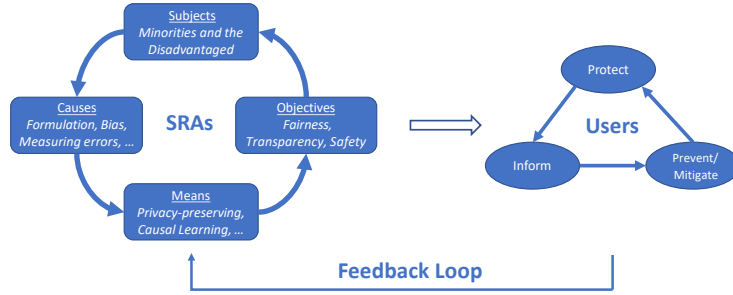 Subjects
Minorities and the
Disadvantaged
Causes
Formulation, Bias,
Measuring errors, …
SRAs
Objectives
Fairness,
Transparency, Safety
Means
Privacy-preserving,
Causal Learning, …
Protect
Users
Inform
Prevent/
Mitigate
Feedback Loop